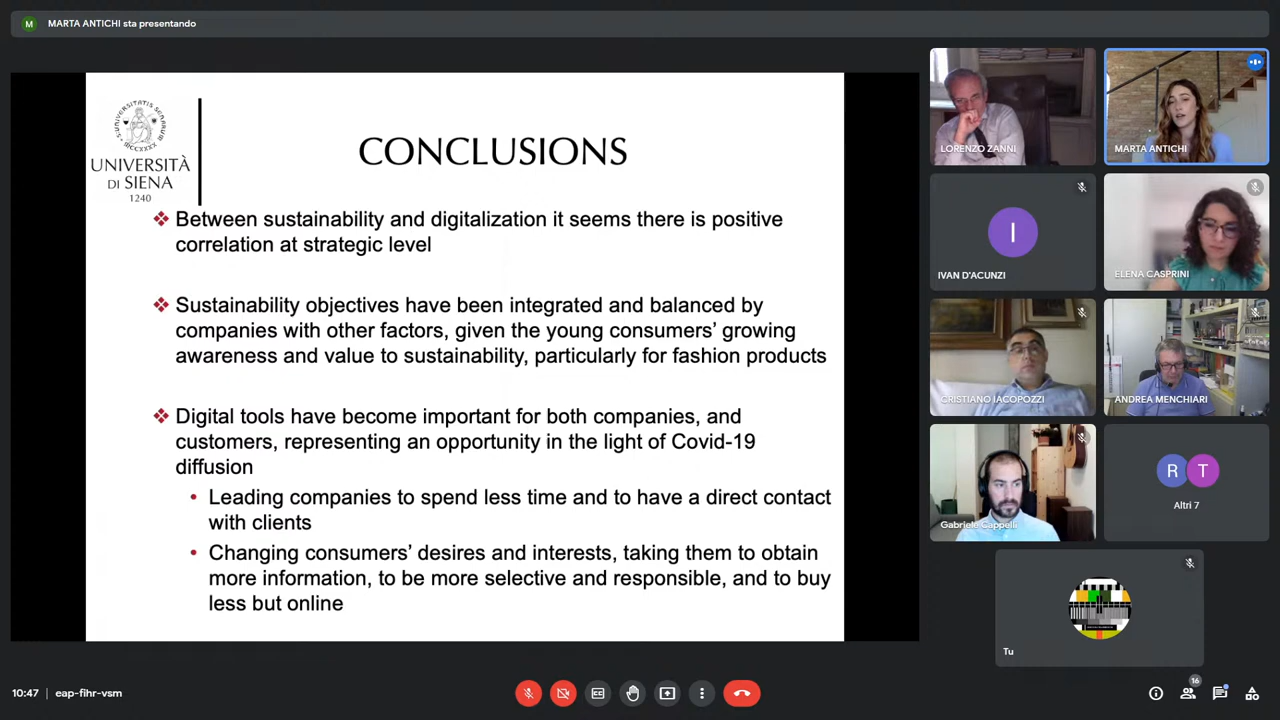 M
MARTA ANTICHI sta presentando
UNIVERSITÀ
DI SIENA
1240
CONCLUSIONS
Between sustainability and digitalization it seems there is positive
correlation at strategic level
Sustainability objectives have been integrated and balanced by
companies with other factors, given the young consumers’ growing
awareness and value to sustainability, particularly for fashion products
Digital tools have become important for both companies, and
customers, representing an opportunity in the light of Covid-19
diffusion
Leading companies to spend less time and to have a direct contact
with clients
Changing consumers’ desires and interests, taking them to obtain
more information, to be more selective and responsible, and to buy
less but online
LORENZO ZANNI
MARTA ANTICHI
I
IVAN D'ACUNZI
ELENA CASPRINI
CRISTIANO IACOPOZZI
ANDREA MENCHIARI
Gabriele Cappelli
R T
Altri 7
Tu
10:47 | eap-fihr-vsm
16